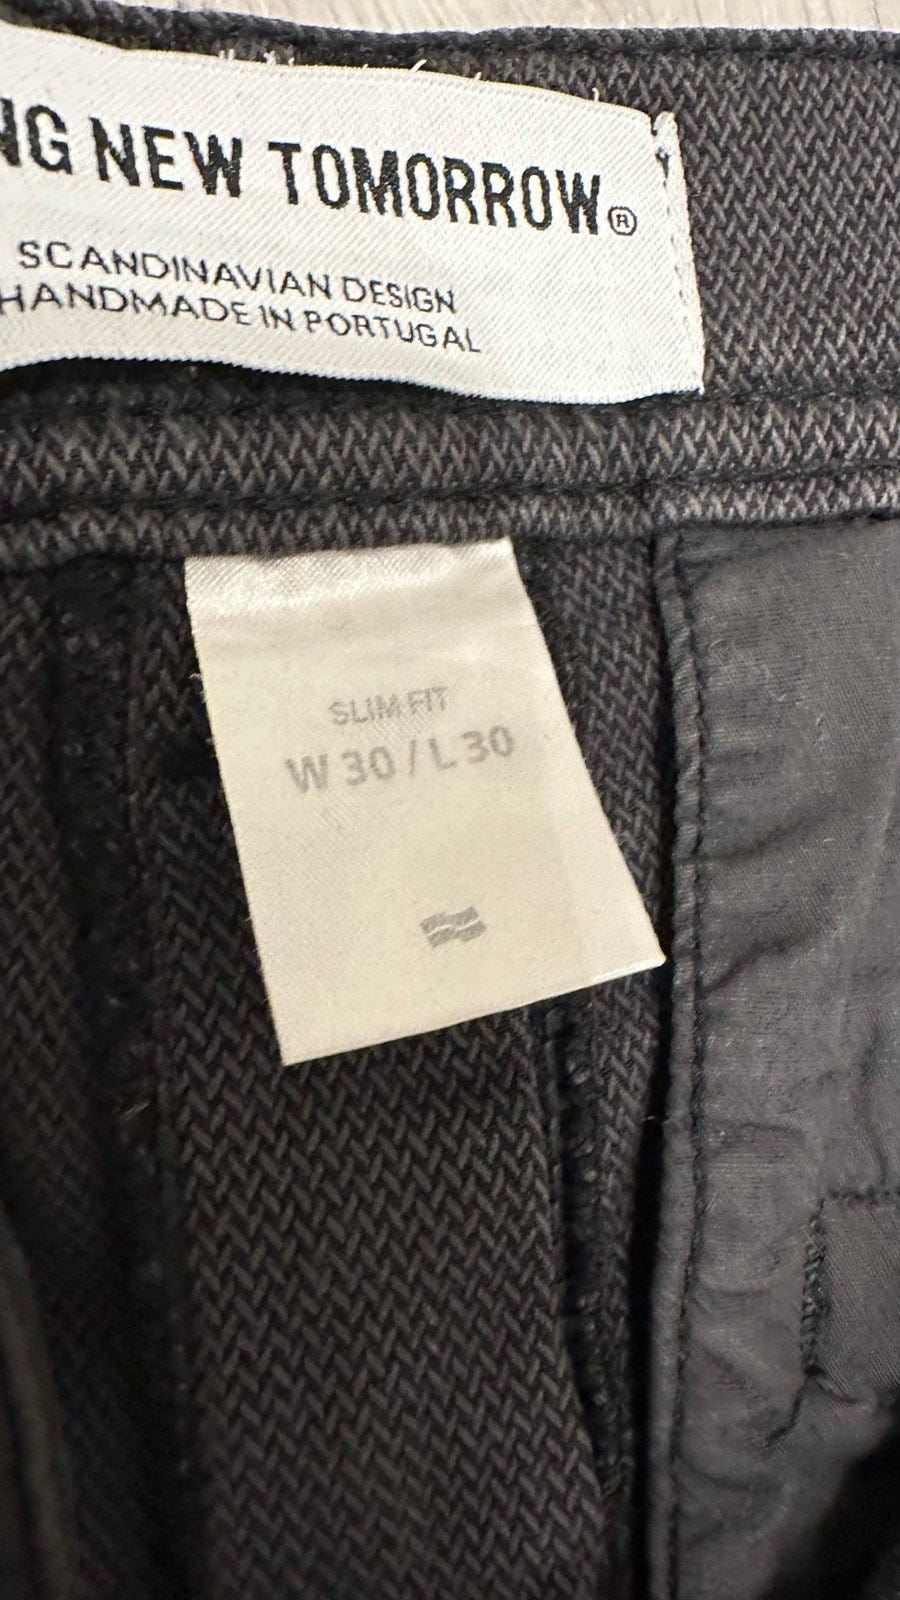 NG NEW TOMORROW®
SCANDINAVIAN DESIGN
HANDMADE IN PORTUGAL
SLIM FIT
W 30 / L 30